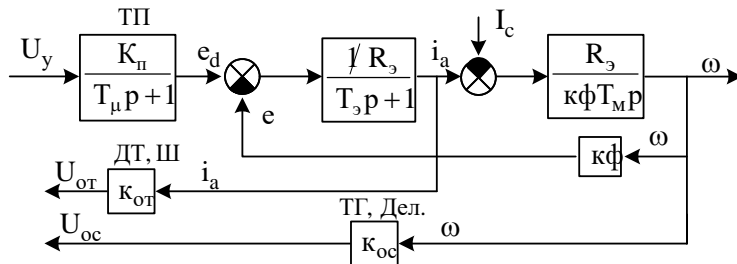 ТП
I_c
U_y
K_п
T_μp+1
e_d
1/R_э
T_эp+1
i_a
R_э
кфT_мp
ω
e
кф
ω
ДТ, Ш
U_от
к_от
i_a
ТГ, Дел.
U_ос
к_ос
ω